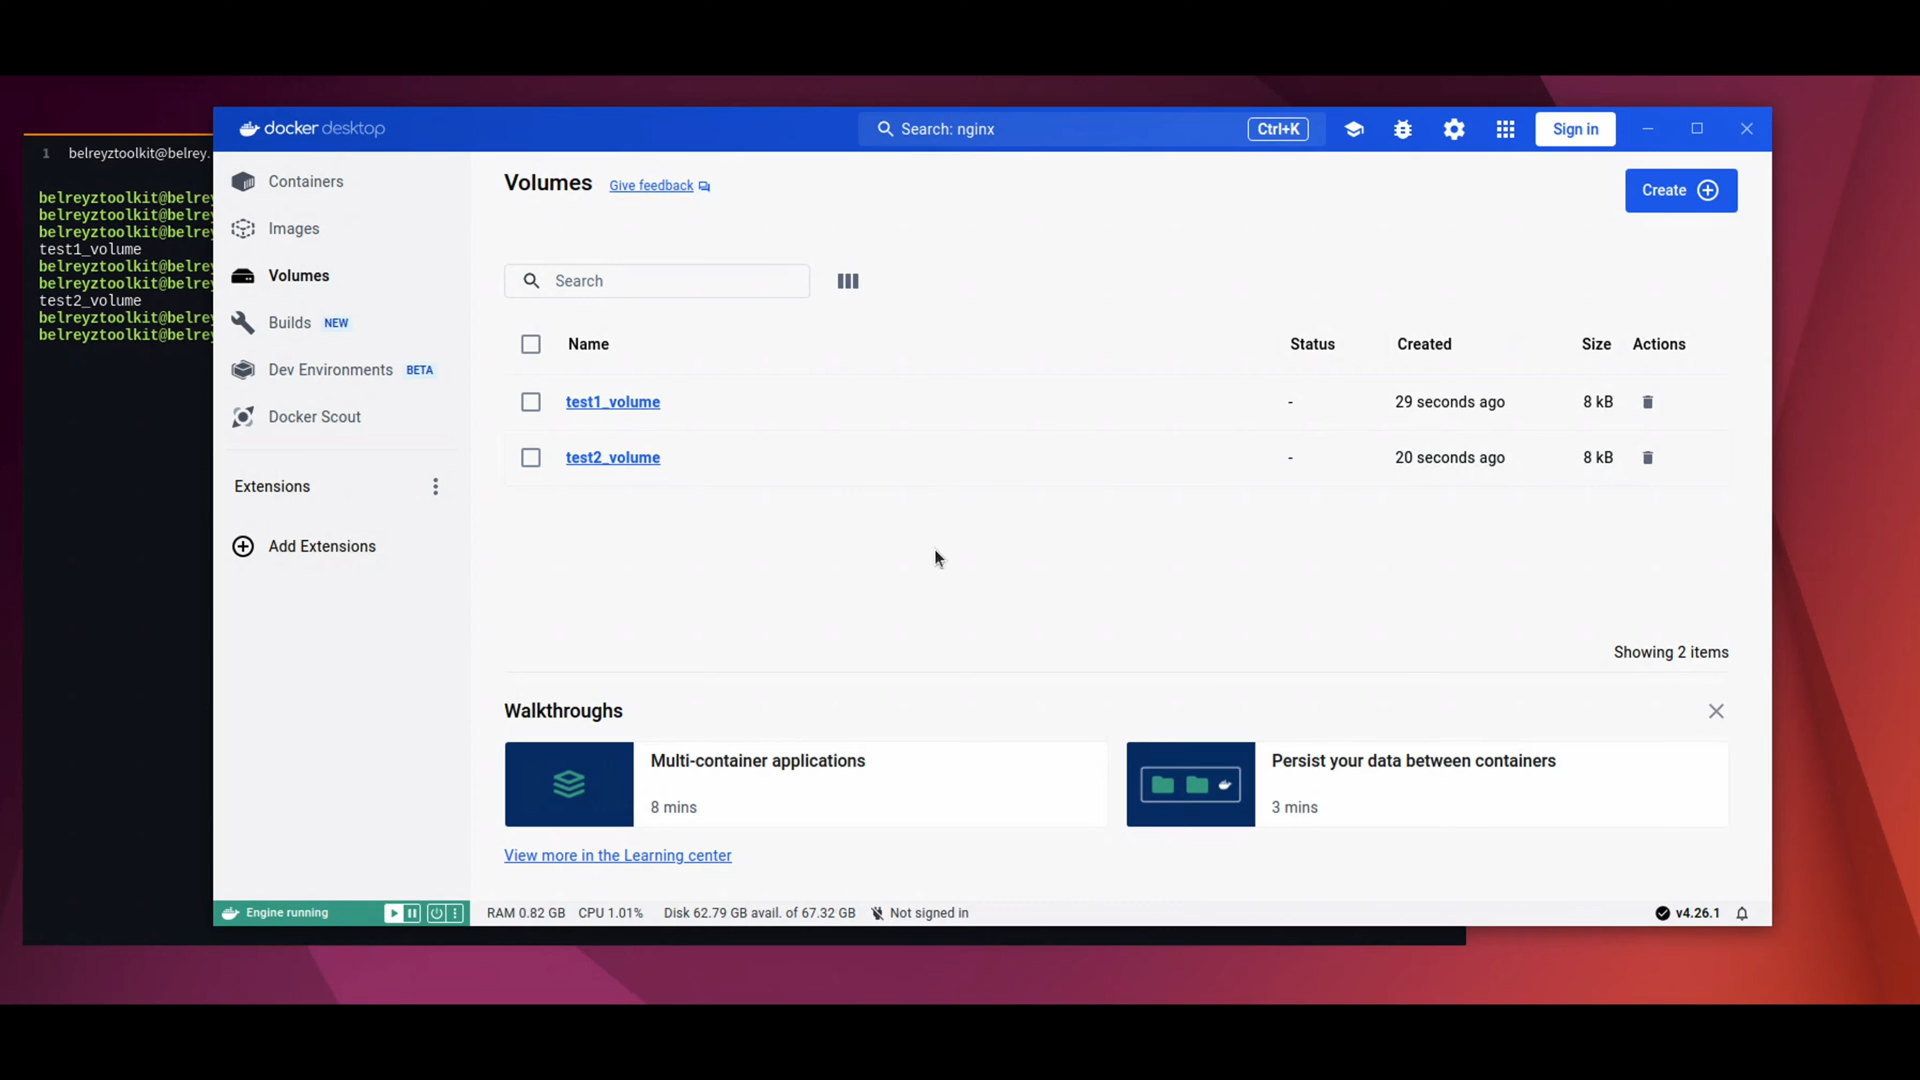 docker desktop
Search: nginx
Ctrl+K
Sign in
1 belreyztoolkit@belrey.
belreyztoolkit@belrey
belreyztoolkit@belrey
belreyztoolkit@belrey
test1_volume
belreyztoolkit@belrey
belreyztoolkit@belrey
test2_volume
belreyztoolkit@belrey
belreyztoolkit@belrey
Containers
Images
Volumes
Builds NEW
Dev Environments BETA
Docker Scout
Extensions
Add Extensions
Volumes Give feedback
Create
Search
Name Status Created Size Actions
test1_volume - 29 seconds ago 8 kB
test2_volume - 20 seconds ago 8 kB
Showing 2 items
Walkthroughs
Multi-container applications
8 mins
Persist your data between containers
3 mins
View more in the Learning center
Engine running
RAM 0.82 GB CPU 1.01% Disk 62.79 GB avail. of 67.32 GB Not signed in
v4.26.1